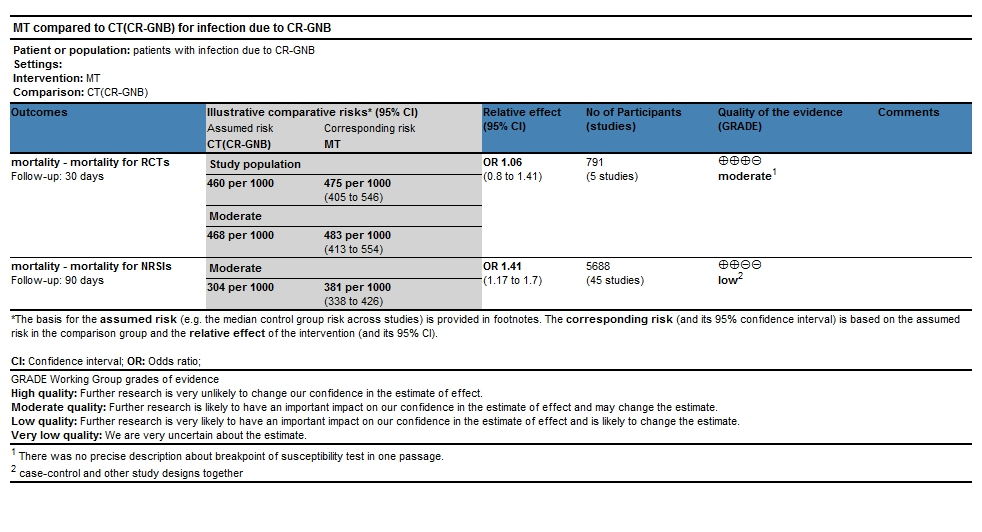 MT compared to CT(CR-GNB) for infection due to CR-GNB
Patient or population: patients with infection due to CR-GNB
Settings:
Intervention: MT
Comparison: CT(CR-GNB)
Outcomes Illustrative comparative risks* (95% CI) Relative effect (95% CI) No of Participants (studies) Quality of the evidence (GRADE) Comments
Assumed risk Corresponding risk
CT(CR-GNB) MT
mortality - mortality for RCTs Study population OR 1.06 791 ⊕⊕⊕⊖
Follow-up: 30 days (0.8 to 1.41) (5 studies) moderate1
460 per 1000 475 per 1000
(405 to 546)
Moderate
468 per 1000 483 per 1000
(413 to 554)
mortality - mortality for NRSIs Moderate OR 1.41 5688 ⊕⊕⊖⊖
Follow-up: 90 days (1.17 to 1.7) (45 studies) low2
304 per 1000 381 per 1000
(338 to 426)
*The basis for the assumed risk (e.g. the median control group risk across studies) is provided in footnotes. The corresponding risk (and its 95% confidence interval) is based on the assumed
risk in the comparison group and the relative effect of the intervention (and its 95% CI).
CI: Confidence interval; OR: Odds ratio;
GRADE Working Group grades of evidence
High quality: Further research is very unlikely to change our confidence in the estimate of effect.
Moderate quality: Further research is likely to have an important impact on our confidence in the estimate of effect and may change the estimate.
Low quality: Further research is very likely to have an important impact on our confidence in the estimate of effect and is likely to change the estimate.
Very low quality: We are very uncertain about the estimate.
1 There was no precise description about breakpoint of susceptibility test in one passage.
2 case-control and other study designs together